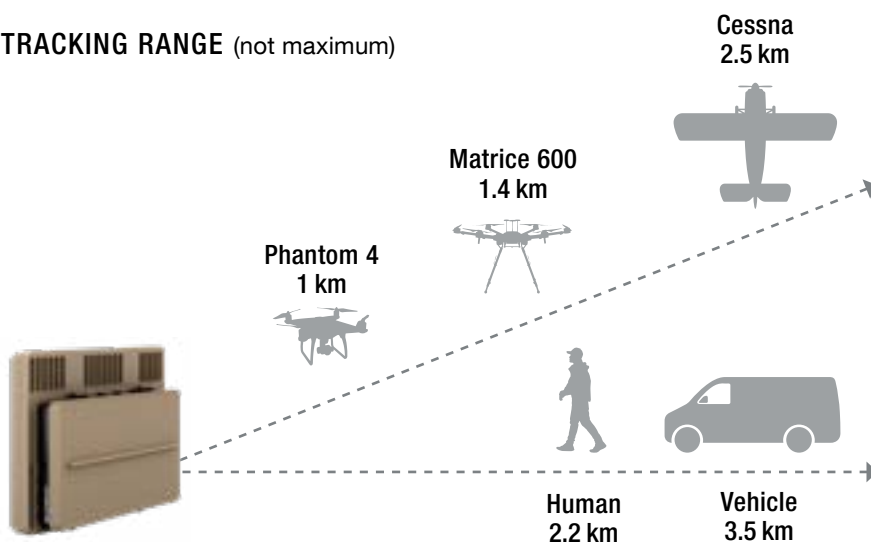 TRACKING RANGE (not maximum)
Cessna
2.5 km
Matrice 600
1.4 km
Phantom 4
1 km
Human
2.2 km
Vehicle
3.5 km